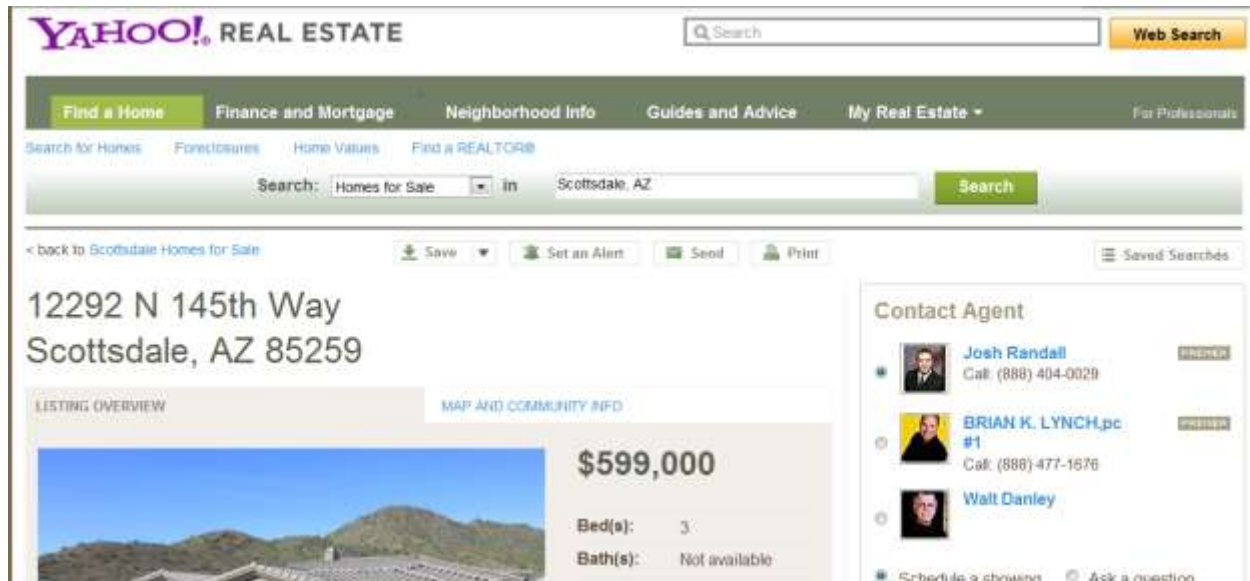 YAHOO!® REAL ESTATE
Search
Web Search
Find a Home Finance and Mortgage Neighborhood Info Guides and Advice My Real Estate For Professionals
Search for Homes Foreclosures Home Values Find a REALTOR®
Search: Homes for Sale in Scottsdale, AZ Search
< back to Scottsdale Homes for Sale Save Set an Alert Send Print Saved Searches
12292 N 145th Way
Scottsdale, AZ 85259
LISTING OVERVIEW MAP AND COMMUNITY INFO
$599,000
Bed(s): 3
Bath(s): Not available
Contact Agent
Josh Randall PREMIER
Call: (888) 404-0029
BRIAN K. LYNCH,pc PREMIER
#1
Call: (888) 477-1676
Walt Danley
Schedule a showing Ask a question